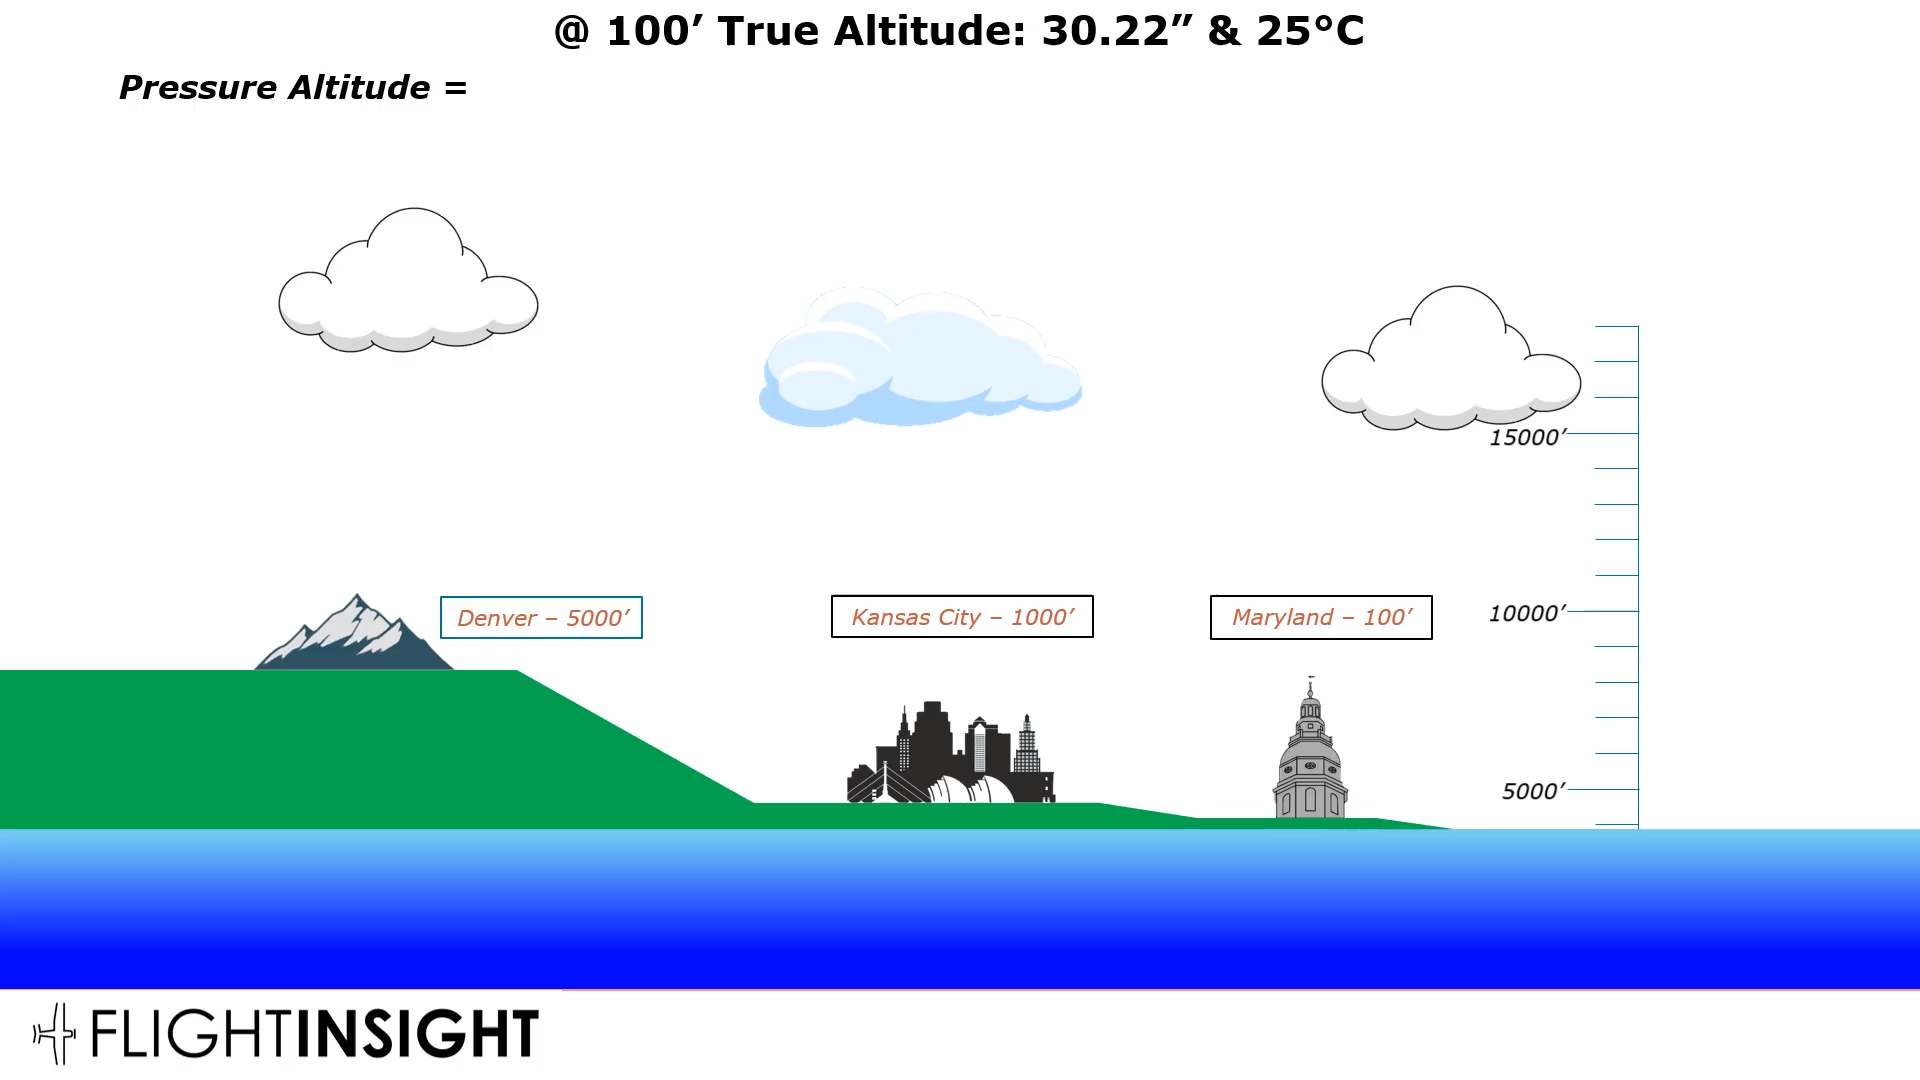 @ 100’ True Altitude: 30.22” & 25°C
Pressure Altitude =
15000’
Denver – 5000’
Kansas City – 1000’
Maryland – 100’
10000’
5000’
FLIGHTINSIGHT